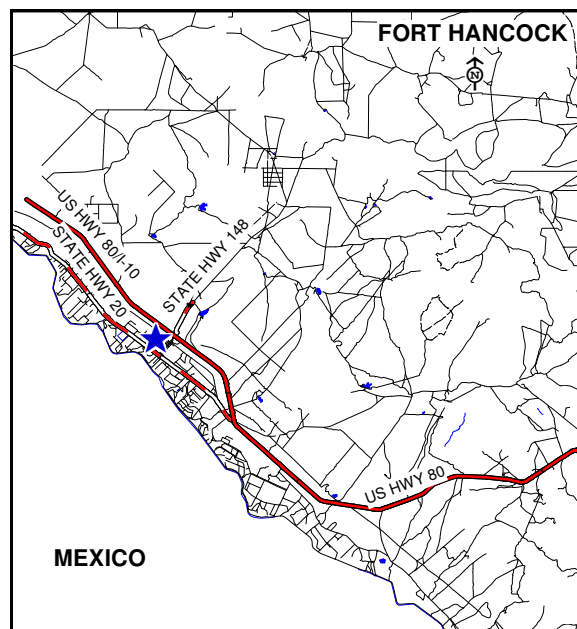 FORT HANCOCK
N
US HWY 80/I-10
STATE HWY 20
STATE HWY 148
US HWY 80
MEXICO